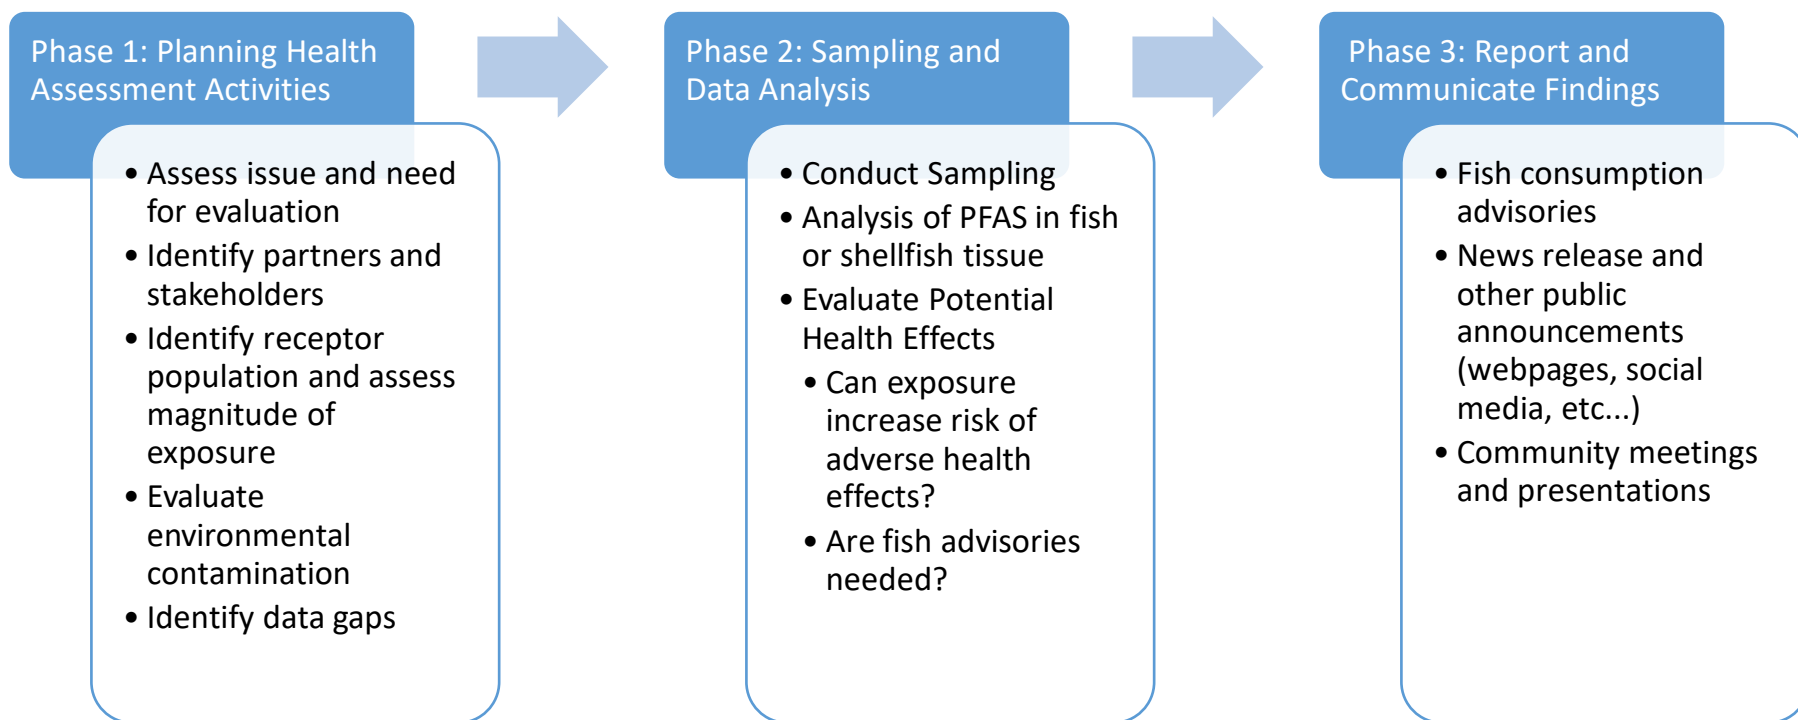 Phase 1: Planning Health
Assessment Activities
• Assess issue and need
for evaluation
• Identify partners and
stakeholders
• Identify receptor
population and assess
magnitude of
exposure
• Evaluate
environmental
contamination
• Identify data gaps
Phase 2: Sampling and
Data Analysis
• Conduct Sampling
• Analysis of PFAS in fish
or shellfish tissue
• Evaluate Potential
Health Effects
• Can exposure
increase risk of
adverse health
effects?
• Are fish advisories
needed?
Phase 3: Report and
Communicate Findings
• Fish consumption
advisories
• News release and
other public
announcements
(webpages, social
media, etc...)
• Community meetings
and presentations